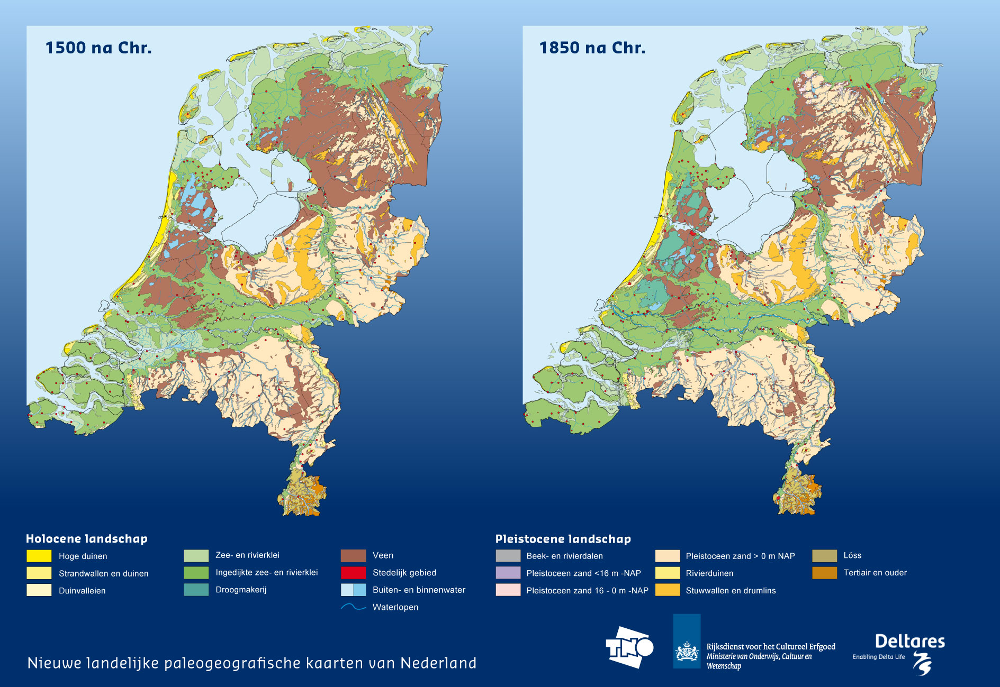 1500 na Chr.
1850 na Chr.
Holocene landschap
Hoge duinen
Strandwallen en duinen
Duinvalleien
Zee- en rivierklei
Ingedijkte zee- en rivierklei
Droogmakerij
Veen
Stedelijk gebied
Buiten- en binnenwater
Waterlopen
Pleistocene landschap
Beek- en rivierdalen
Pleistoceen zand <16 m -NAP
Pleistoceen zand 16 - 0 m -NAP
Pleistoceen zand > 0 m NAP
Rivierduinen
Stuwwallen en drumlins
Löss
Tertiair en ouder
Nieuwe landelijke paleogeografische kaarten van Nederland
TNO
Rijksdienst voor het Cultureel Erfgoed
Ministerie van Onderwijs, Cultuur en
Wetenschap
Deltares
Enabling Delta Life